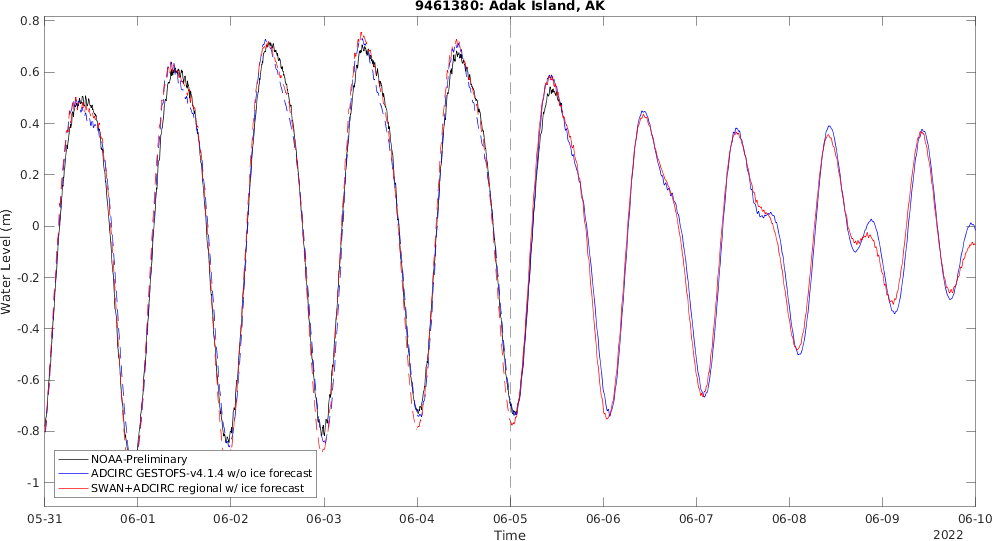 9461380: Adak Island, AK
0.8
0.6
0.4
0.2
0
-0.2
-0.4
-0.6
-0.8
-1
Water Level (m)
NOAA-Preliminary
ADCIRC GESTOFS-v4.1.4 w/o ice forecast
SWAN+ADCIRC regional w/ ice forecast
05-31 06-01 06-02 06-03 06-04 06-05 06-06 06-07 06-08 06-09 06-10
Time
2022